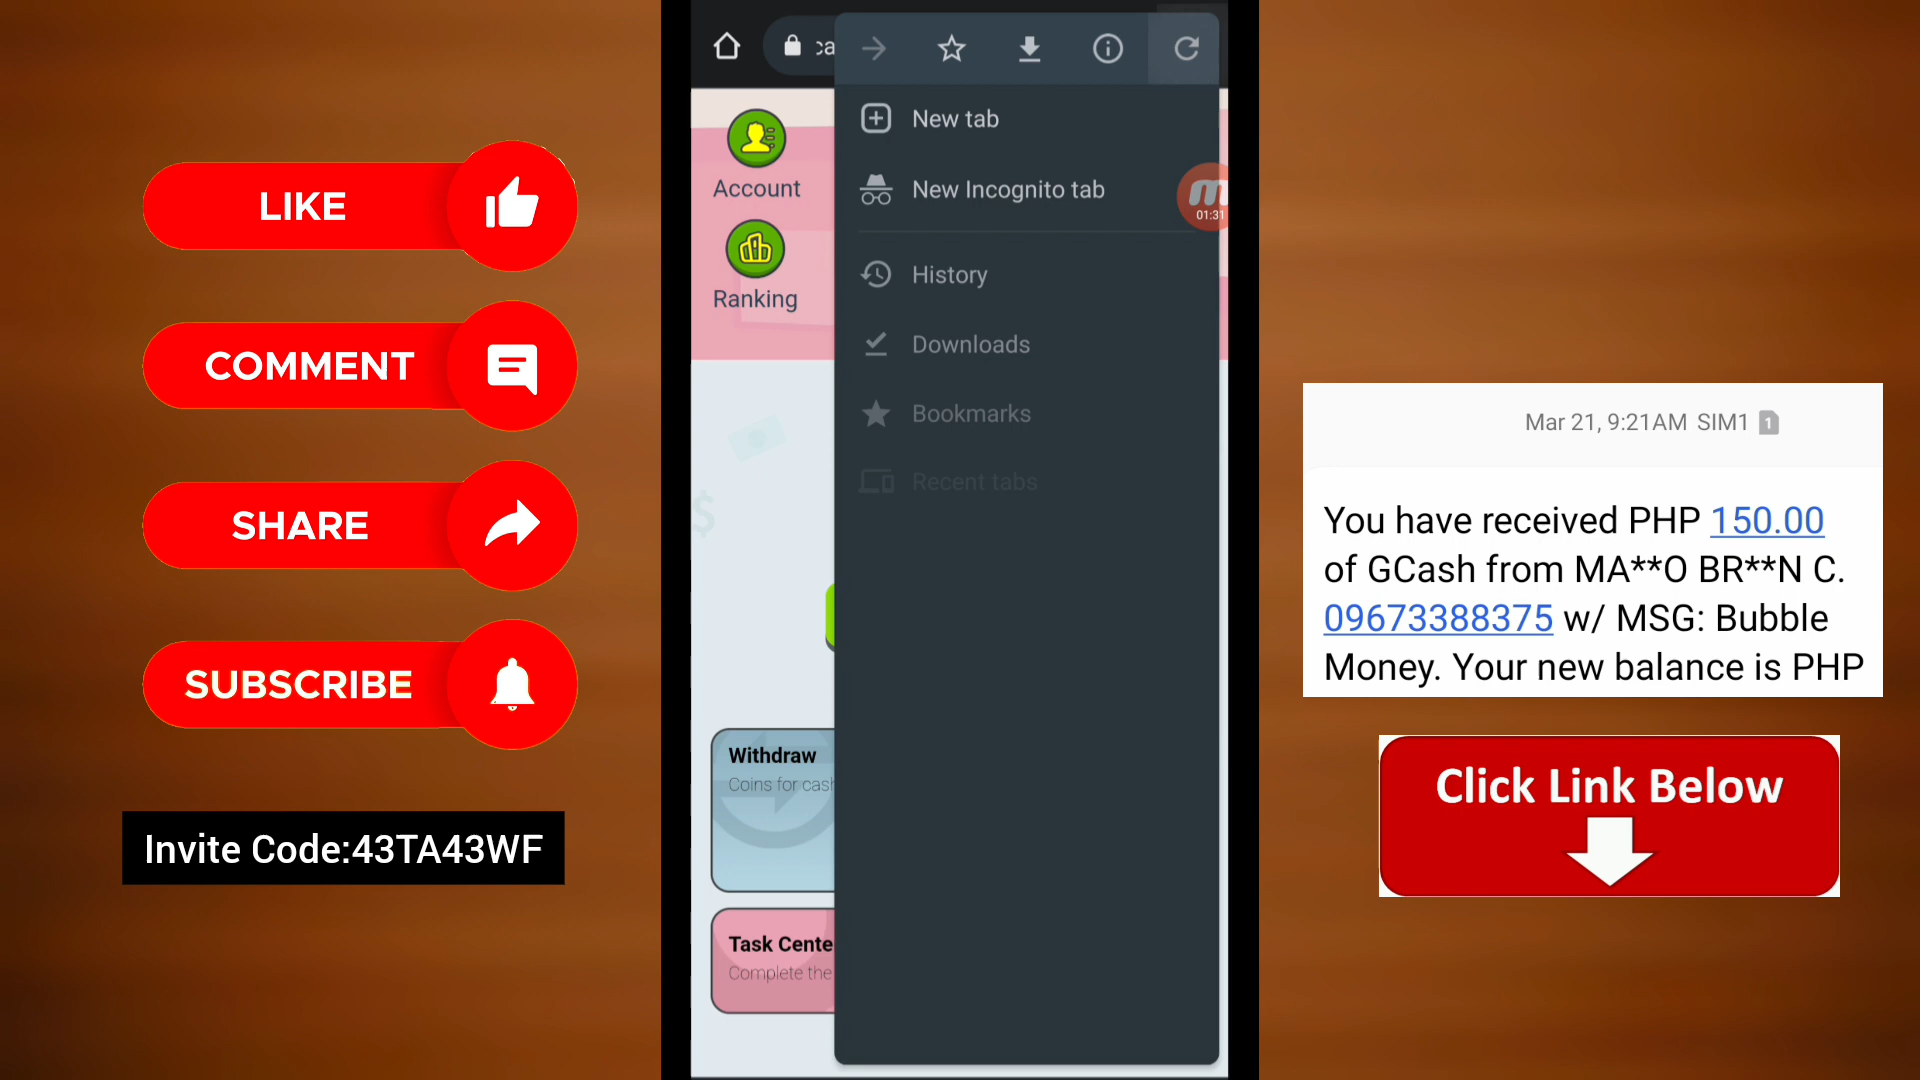 LIKE
COMMENT
SHARE
SUBSCRIBE
Invite Code:43TA43WF
Account
Ranking
Withdraw
Coins for cash
Task Cente
Complete the
New tab
New Incognito tab
01:31
History
Downloads
Bookmarks
Recent tabs
Mar 21, 9:21AM SIM1 1
You have received PHP 150.00
of GCash from MA**O BR**N C.
09673388375 w/ MSG: Bubble
Money. Your new balance is PHP
Click Link Below